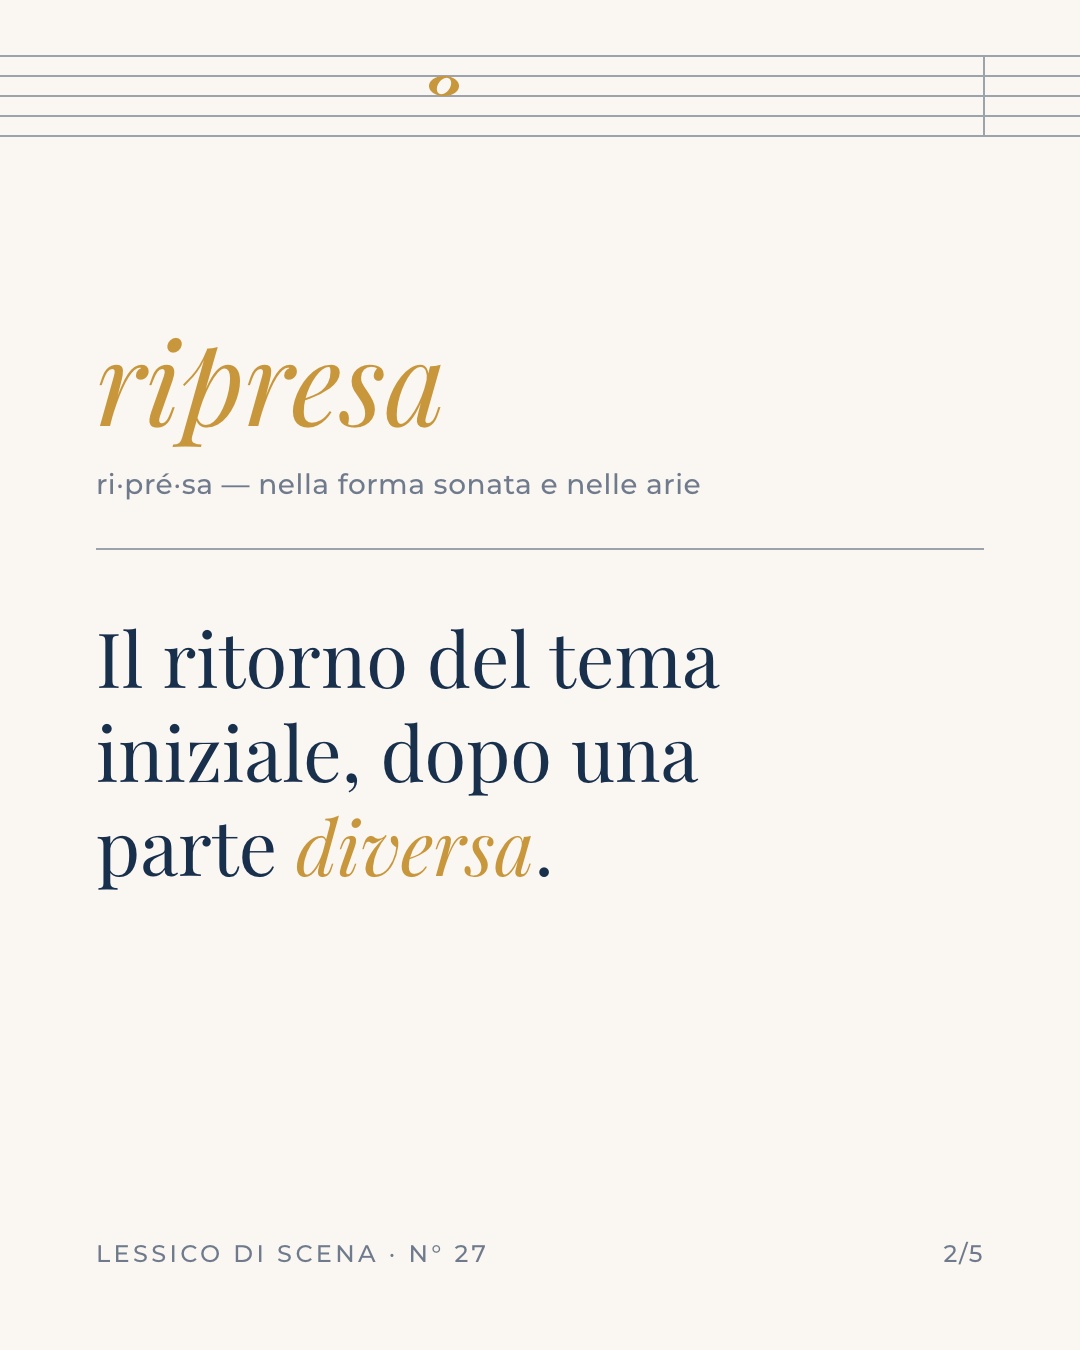 ripresa
ri·pré·sa — nella forma sonata e nelle arie
Il ritorno del tema
iniziale, dopo una
parte diversa.
LESSICO DI SCENA · N° 27
2/5